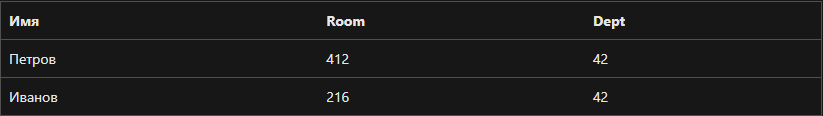 Имя Room Dept
Петров 412 42
Иванов 216 42